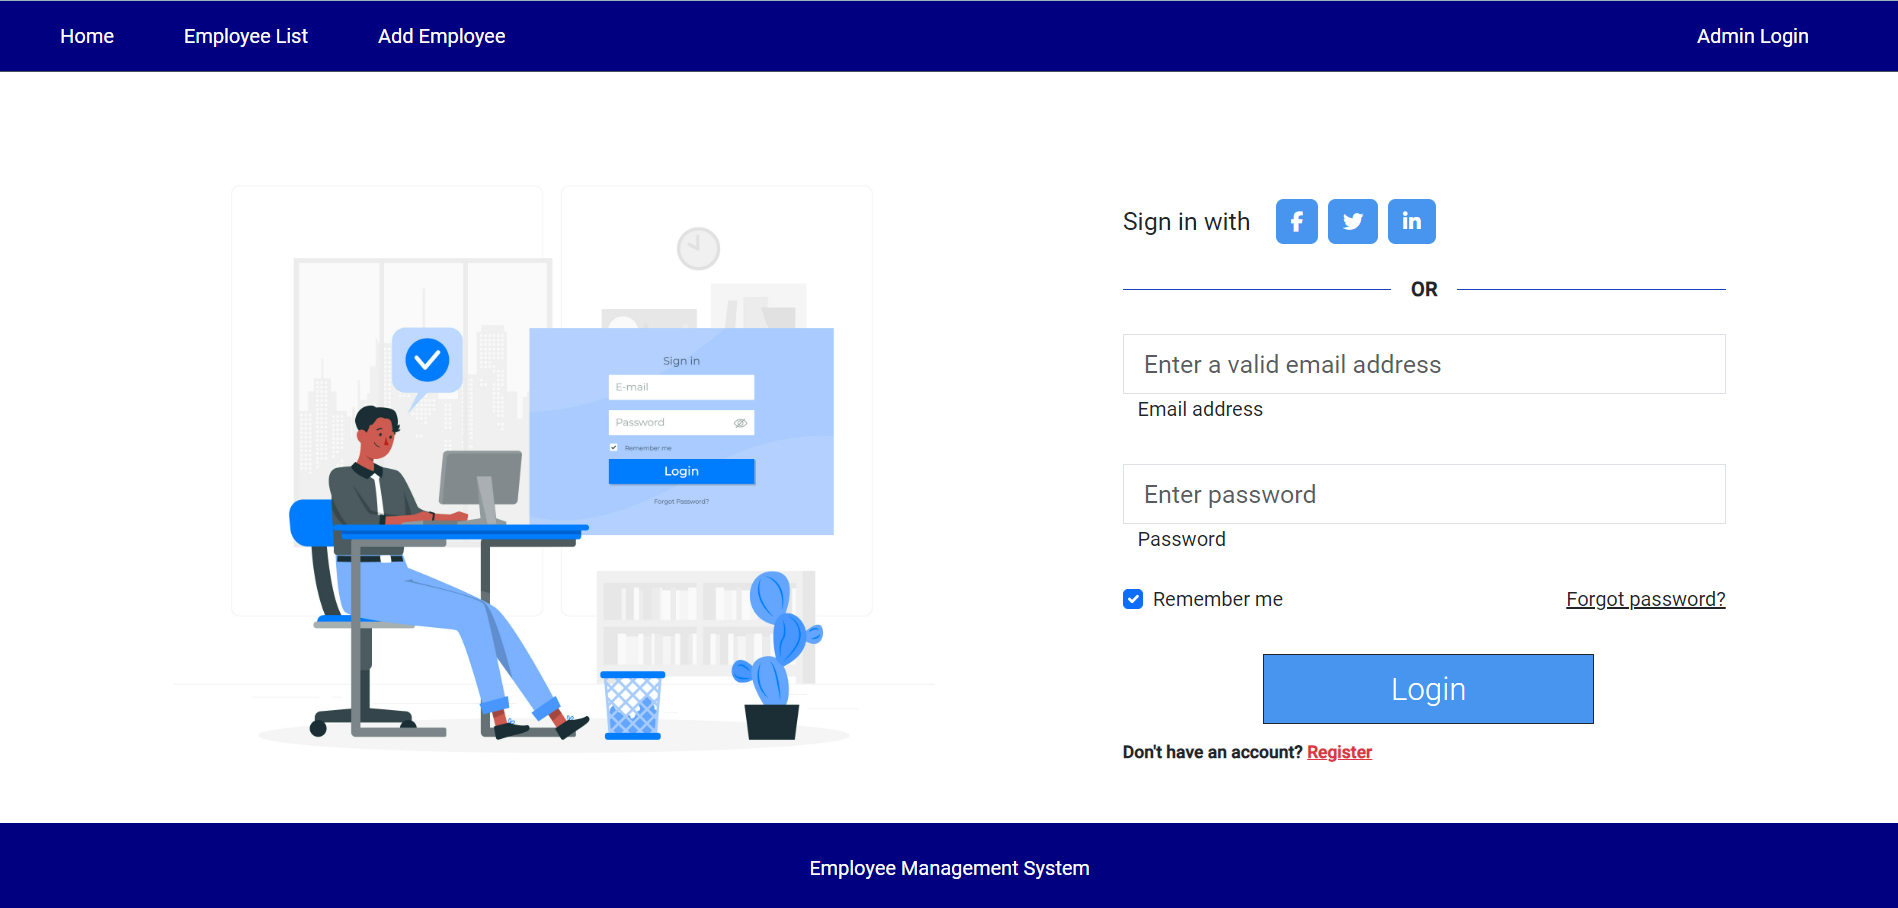 Home Employee List Add Employee Admin Login
Sign in
E-mail
Password
Remember me
Login
Forgot Password?
Sign in with
OR
Enter a valid email address
Email address
Enter password
Password
Remember me Forgot password?
Login
Don't have an account? Register
Employee Management System